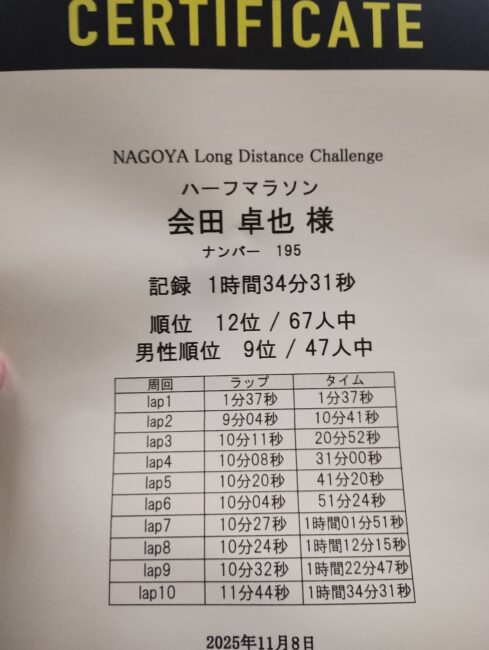 CERTIFICATE
NAGOYA Long Distance Challenge
ハーフマラソン
会田 卓也 様
ナンバー 195
記録 1時間34分31秒
順位 12位 / 67人中
男性順位 9位 / 47人中
周回 ラップ タイム
lap1 1分37秒 1分37秒
lap2 9分04秒 10分41秒
lap3 10分11秒 20分52秒
lap4 10分08秒 31分00秒
lap5 10分20秒 41分20秒
lap6 10分04秒 51分24秒
lap7 10分27秒 1時間01分51秒
lap8 10分24秒 1時間12分15秒
lap9 10分32秒 1時間22分47秒
lap10 11分44秒 1時間34分31秒
2025年11月8日